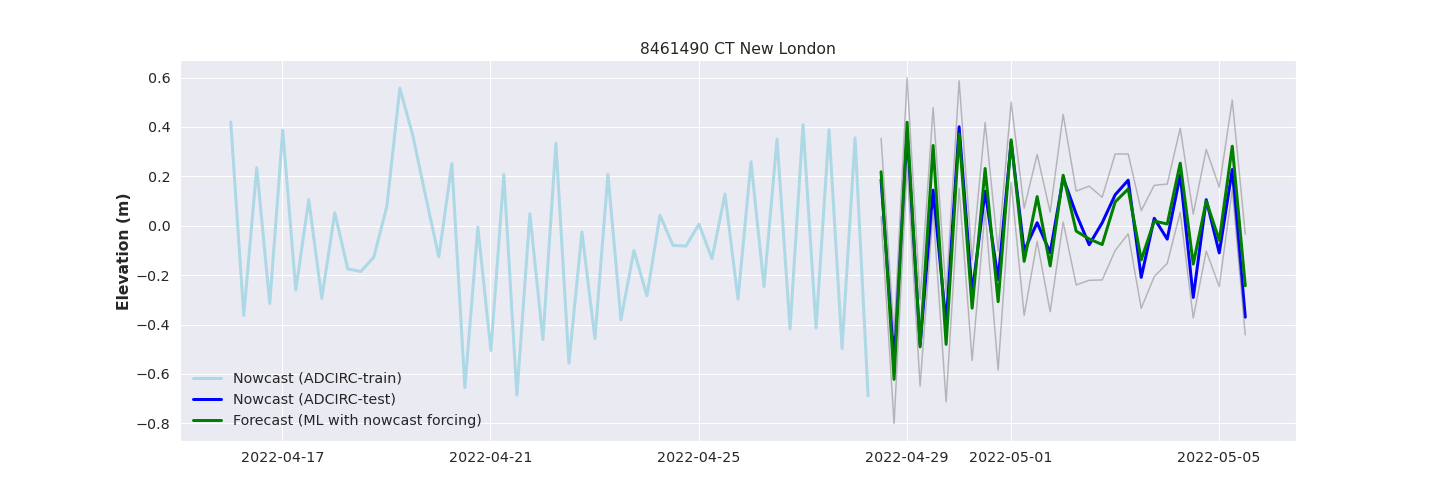 8461490 CT New London
Elevation (m)
0.6
0.4
0.2
0.0
−0.2
−0.4
−0.6
−0.8
Nowcast (ADCIRC-train)
Nowcast (ADCIRC-test)
Forecast (ML with nowcast forcing)
2022-04-17 2022-04-21 2022-04-25 2022-04-29 2022-05-01 2022-05-05